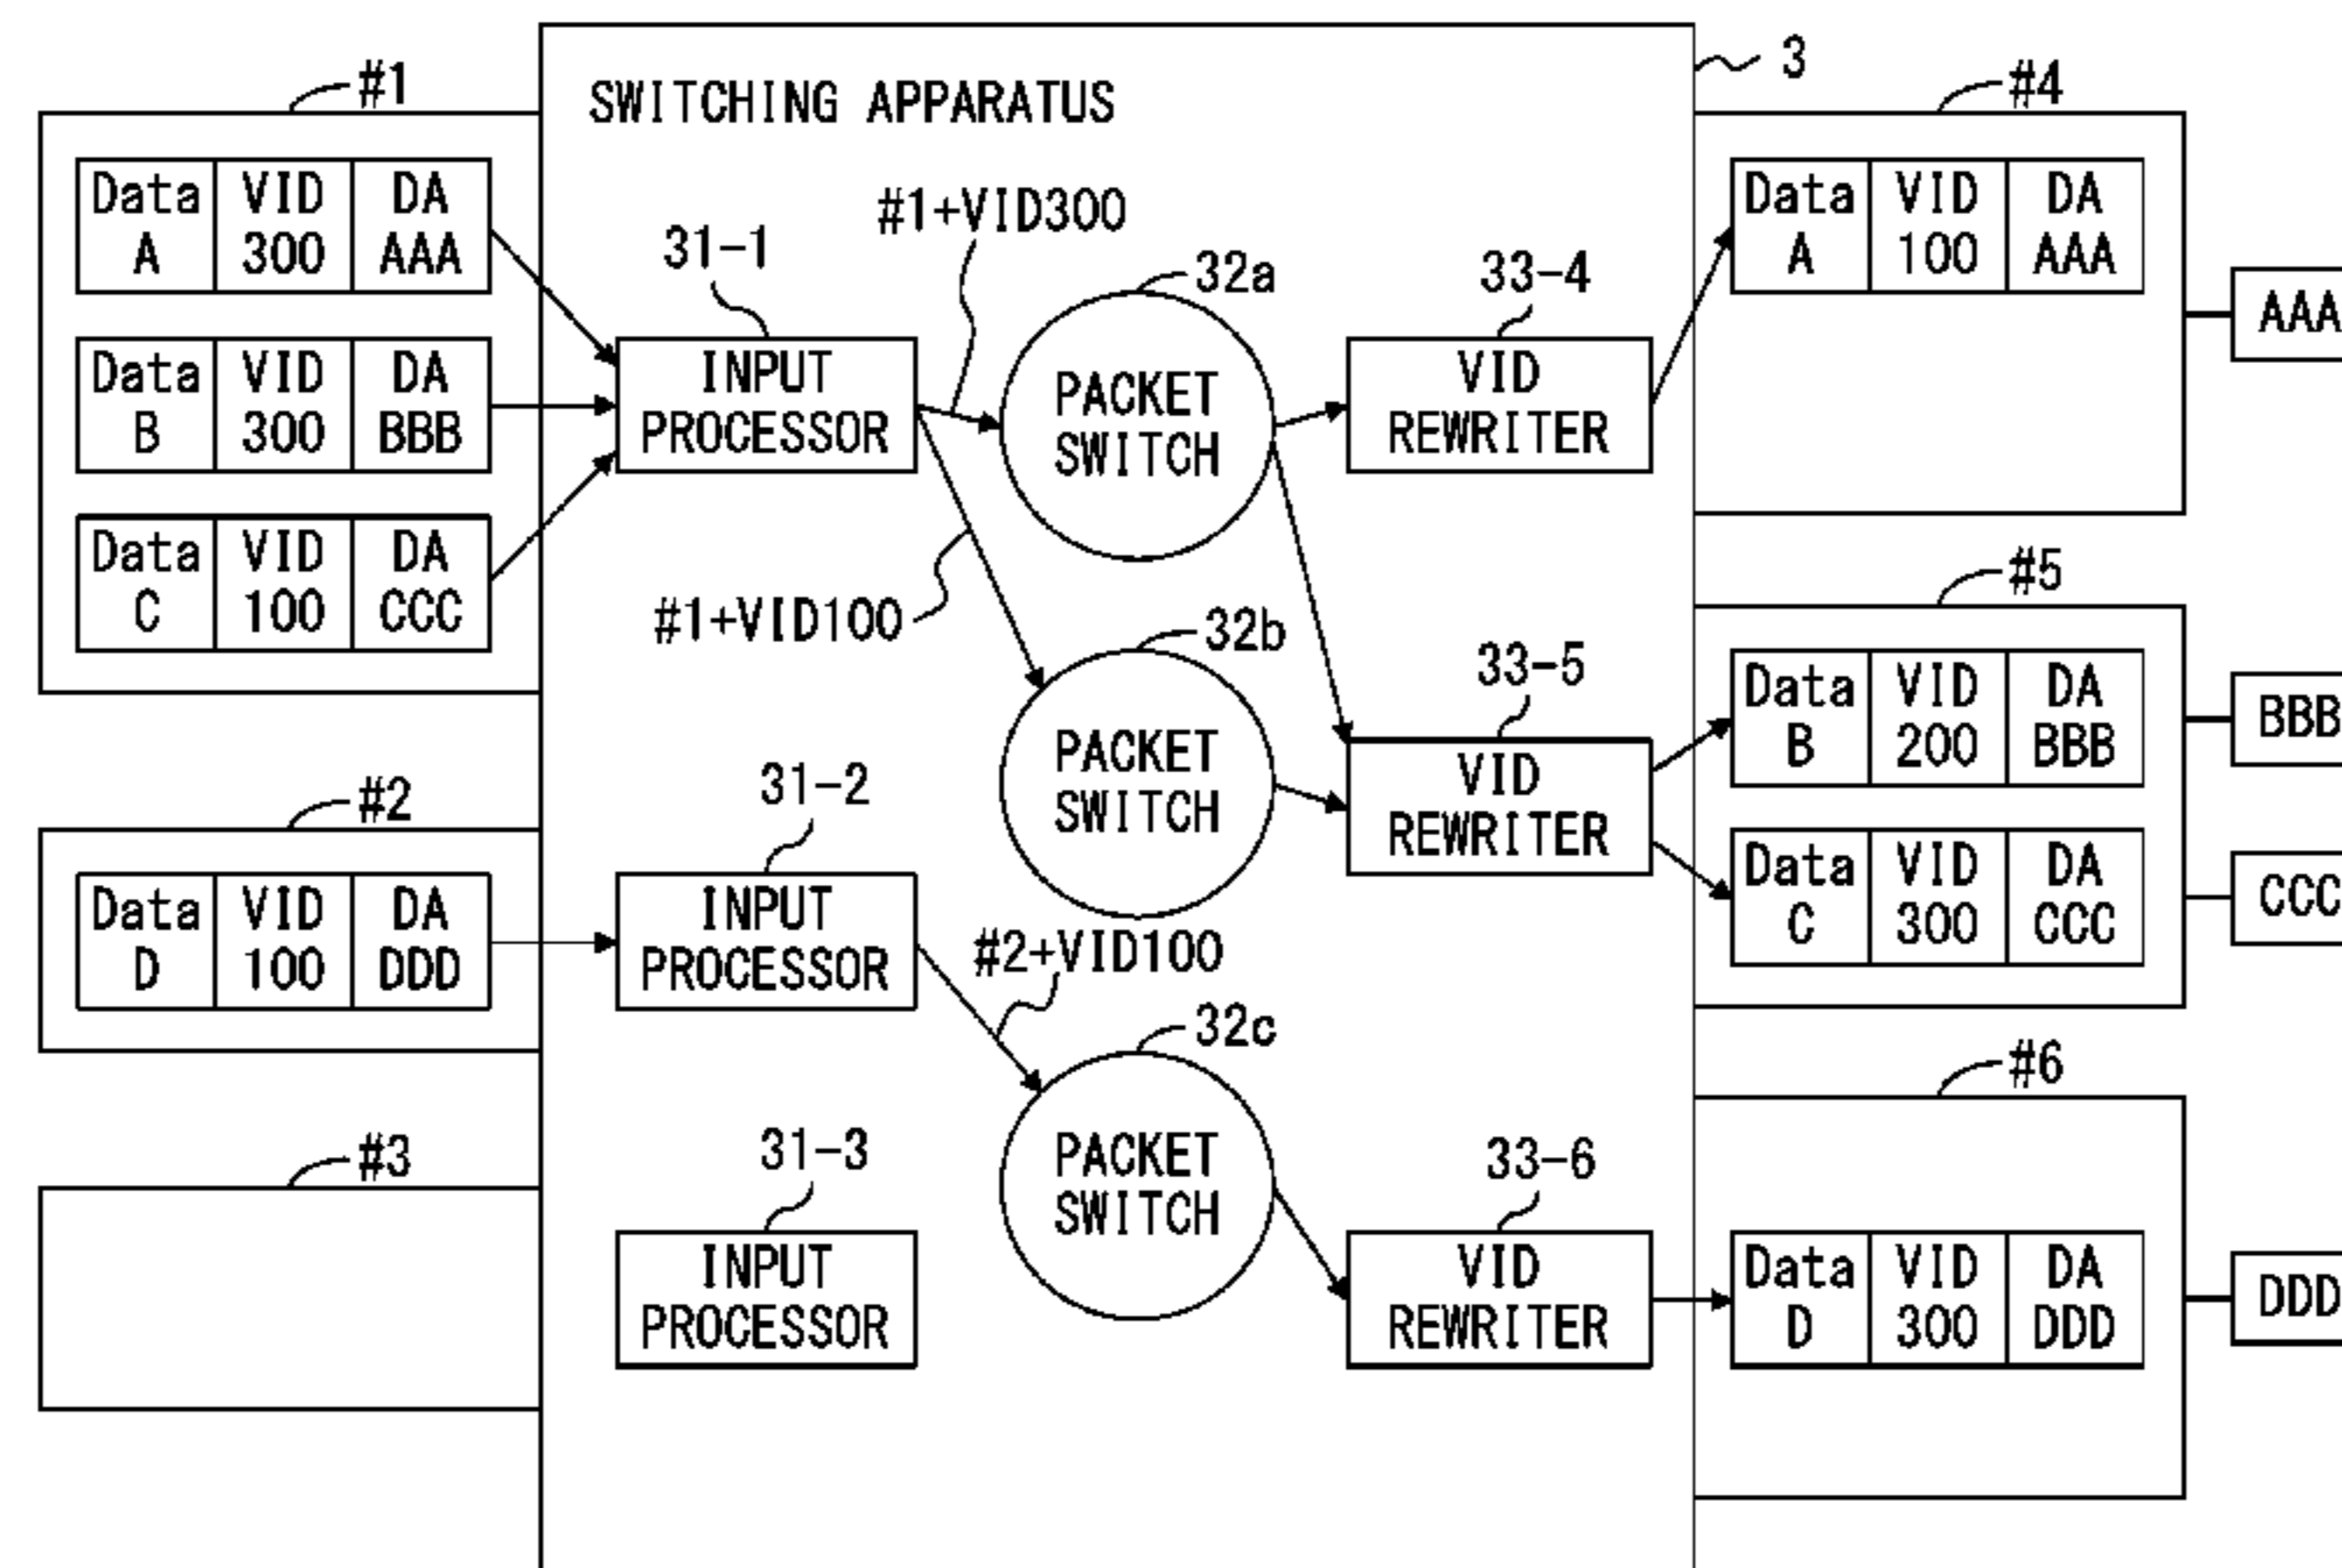 #1
SWITCHING APPARATUS
3
#4
Data
A
VID
300
DA
AAA
Data
B
VID
300
DA
BBB
Data
C
VID
100
DA
CCC
31-1
INPUT
PROCESSOR
#1+VID300
#1+VID100
32a
PACKET
SWITCH
33-4
VID
REWRITER
Data
A
VID
100
DA
AAA
AAA
32b
PACKET
SWITCH
33-5
VID
REWRITER
#5
Data
B
VID
200
DA
BBB
BBB
Data
C
VID
300
DA
CCC
CCC
#2
Data
D
VID
100
DA
DDD
31-2
INPUT
PROCESSOR
#2+VID100
32c
PACKET
SWITCH
#3
31-3
INPUT
PROCESSOR
33-6
VID
REWRITER
#6
Data
D
VID
300
DA
DDD
DDD